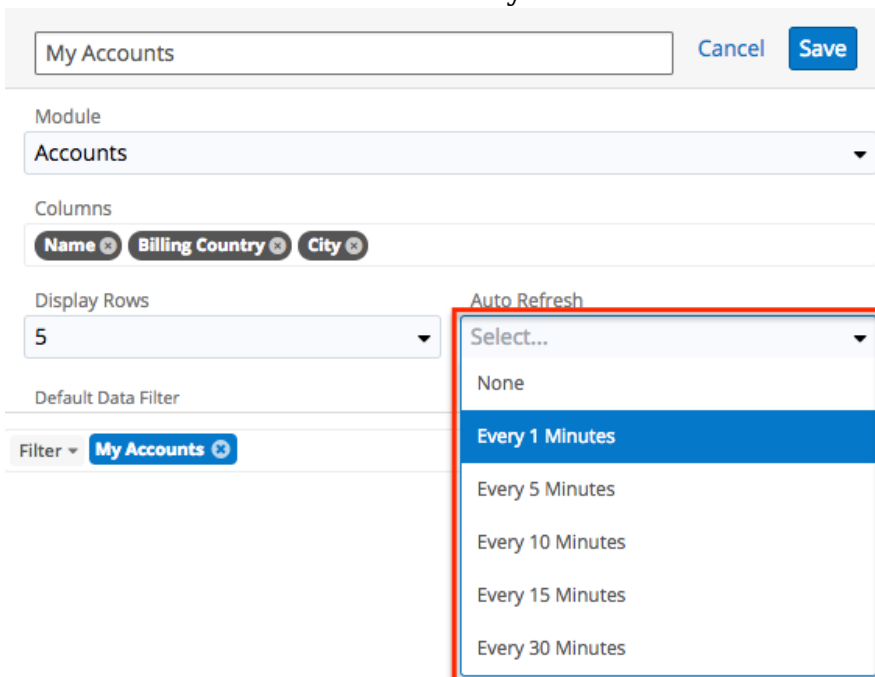 My Accounts Cancel Save
Module
Accounts
Columns
Name Billing Country City
Display Rows Auto Refresh
5 Select...
None
Default Data Filter
Every 1 Minutes
Filter My Accounts
Every 5 Minutes
Every 10 Minutes
Every 15 Minutes
Every 30 Minutes